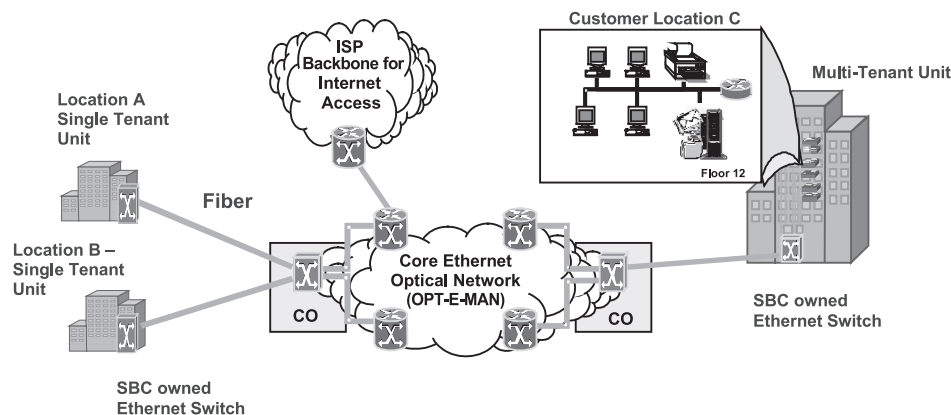 Customer Location C
ISP
Backbone for
Internet
Access
Multi-Tenant Unit
Location A
Single Tenant
Unit
Floor 12
Fiber
Location B –
Single Tenant
Unit
Core Ethernet
Optical Network
(OPT-E-MAN)
CO
CO
SBC owned
Ethernet Switch
SBC owned
Ethernet Switch